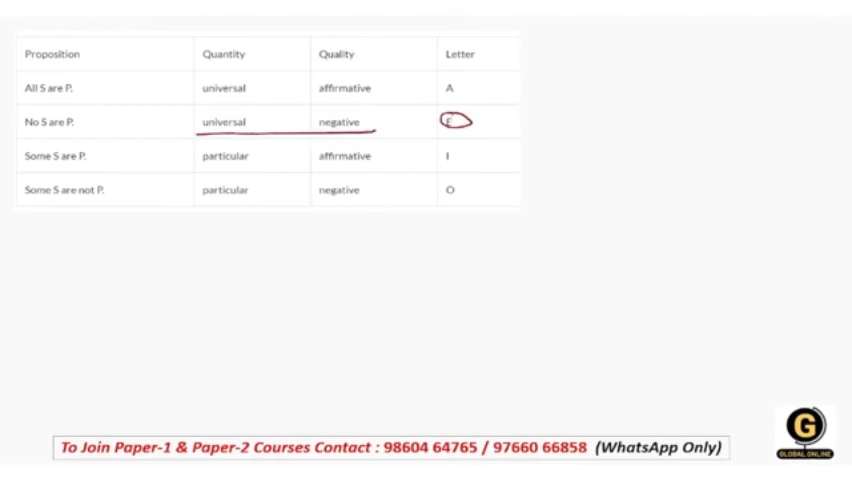 Proposition Quantity Quality Letter
All S are P. universal affirmative A
No S are P. universal negative E
Some S are P. particular affirmative I
Some S are not P. particular negative O
G
GLOBAL ONLINE
To Join Paper-1 & Paper-2 Courses Contact : 98604 64765 / 97660 66858 (WhatsApp Only)